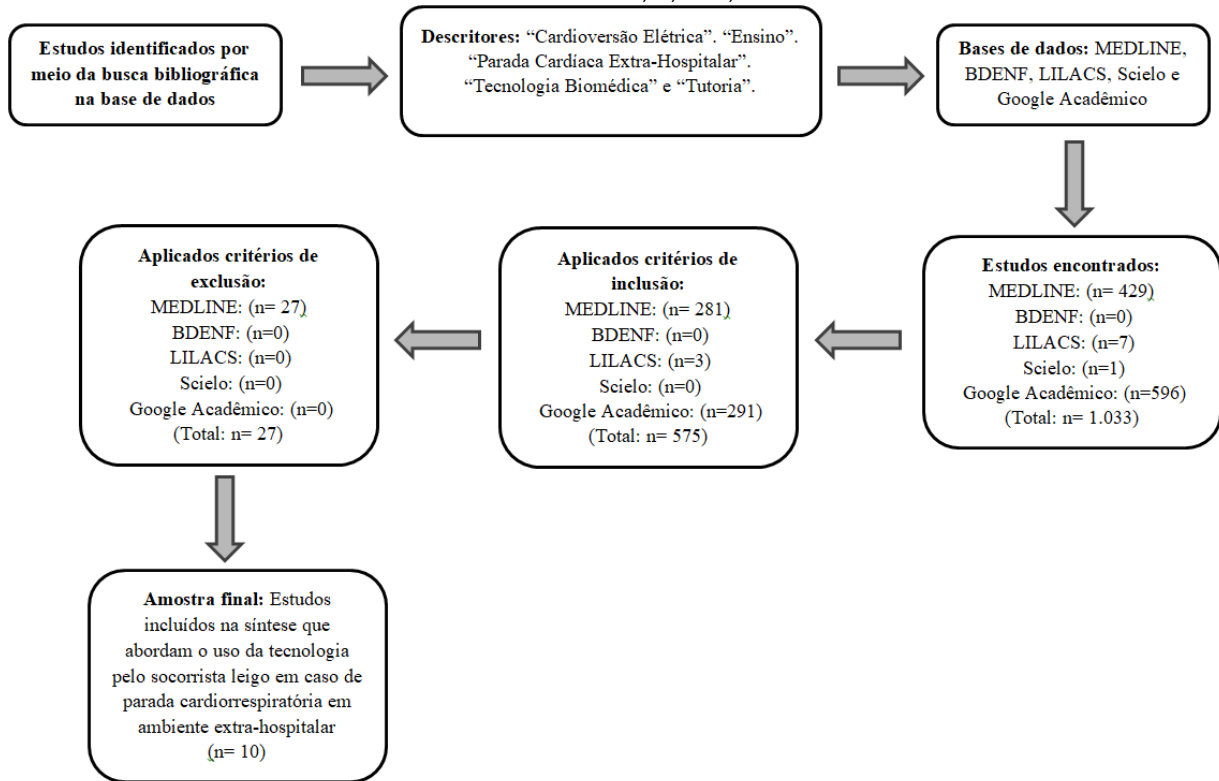 Estudos identificados por
meio da busca bibliográfica
na base de dados
Descritores: “Cardioversão Elétrica”. “Ensino”.
“Parada Cardíaca Extra-Hospitalar”.
“Tecnologia Biomédica” e “Tutoria”.
Bases de dados: MEDLINE,
BDENF, LILACS, Scielo e
Google Acadêmico
Estudos encontrados:
MEDLINE: (n= 429)
BDENF: (n=0)
LILACS: (n=7)
Scielo: (n=1)
Google Acadêmico: (n=596)
(Total: n= 1.033)
Aplicados critérios de
inclusão:
MEDLINE: (n= 281)
BDENF: (n=0)
LILACS: (n=3)
Scielo: (n=0)
Google Acadêmico: (n=291)
(Total: n= 575)
Aplicados critérios de
exclusão:
MEDLINE: (n= 27)
BDENF: (n=0)
LILACS: (n=0)
Scielo: (n=0)
Google Acadêmico: (n=0)
(Total: n= 27)
Amostra final: Estudos
incluídos na síntese que
abordam o uso da tecnologia
pelo socorrista leigo em caso de
parada cardiorrespiratória em
ambiente extra-hospitalar
(n= 10)